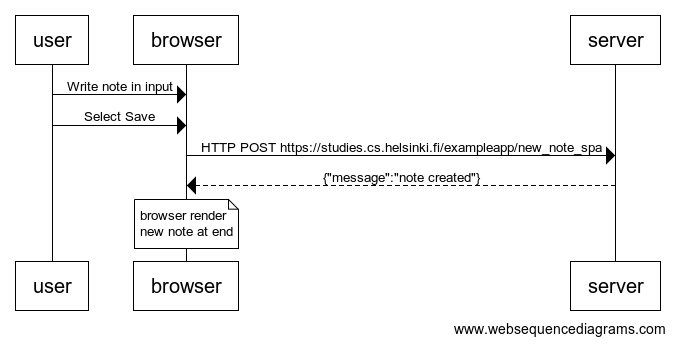 user
browser
server
Write note in input
Select Save
HTTP POST https://studies.cs.helsinki.fi/exampleapp/new_note_spa
{"message":"note created"}
browser render
new note at end
user
browser
server
www.websequencediagrams.com